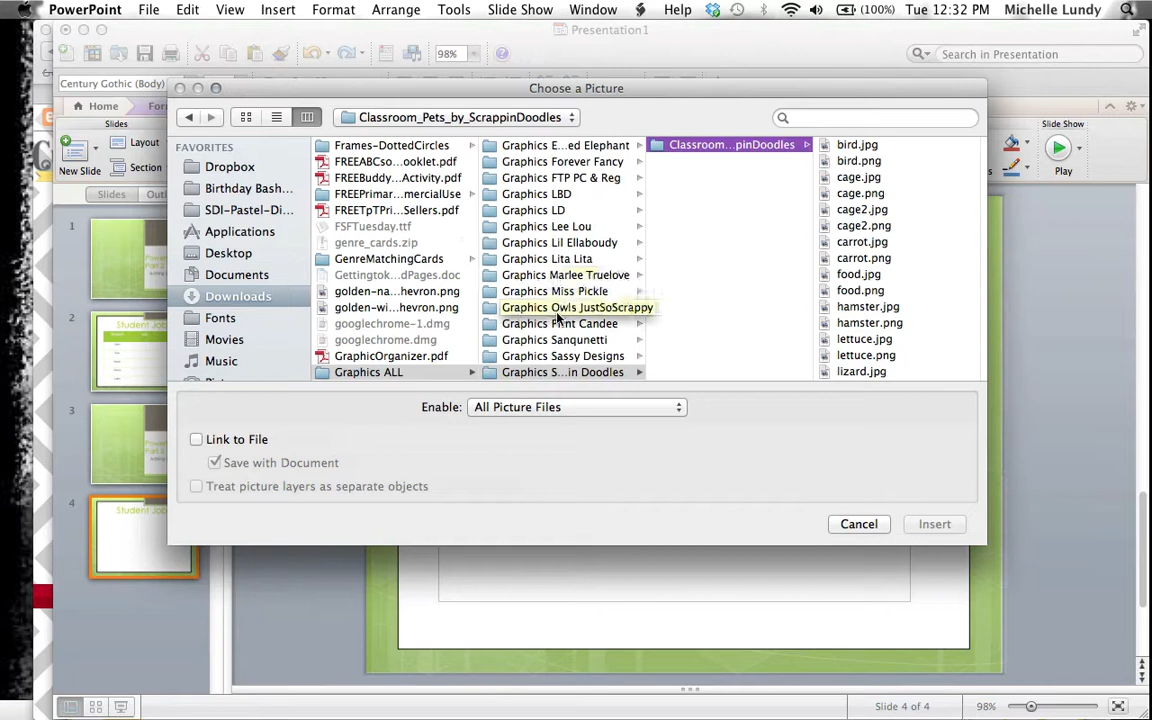 PowerPoint File Edit View Insert Format Arrange Tools Slide Show Window Help (100%) Tue 12:32 PM Michelle Lundy
Presentation1
98%
Search in Presentation
Century Gothic (Body)
Home
Slides
New Slide
Layout
Section
Slide Show
Play
Choose a Picture
Classroom_Pets_by_ScrappinDoodles
FAVORITES
Dropbox
Birthday Bash...
SDI-Pastel-Di...
Applications
Desktop
Documents
Downloads
Fonts
Movies
Music
Frames-DottedCircles
FREEABCso...ooklet.pdf
FREEBuddy...Activity.pdf
FREEPrimar...mercialUse
FREETpTPri...Sellers.pdf
FSFTuesday.ttf
genre_cards.zip
GenreMatchingCards
Gettingtok...dPages.doc
golden-na...hevron.png
golden-wi...hevron.png
googlechrome-1.dmg
googlechrome.dmg
GraphicOrganizer.pdf
Graphics ALL
Graphics E...ed Elephant
Graphics Forever Fancy
Graphics FTP PC & Reg
Graphics LBD
Graphics LD
Graphics Lee Lou
Graphics Lil Ellaboudy
Graphics Lita Lita
Graphics Marlee Truelove
Graphics Miss Pickle
Graphics Owls JustSoScrappy
Graphics Print Candee
Graphics Sanqunetti
Graphics Sassy Designs
Graphics S...in Doodles
Classroom...pinDoodles
bird.jpg
bird.png
cage.jpg
cage.png
cage2.jpg
cage2.png
carrot.jpg
carrot.png
food.jpg
food.png
hamster.jpg
hamster.png
lettuce.jpg
lettuce.png
lizard.jpg
Enable: All Picture Files
Link to File
Save with Document
Treat picture layers as separate objects
Cancel
Insert
1
2
3
4
Slide 4 of 4
98%